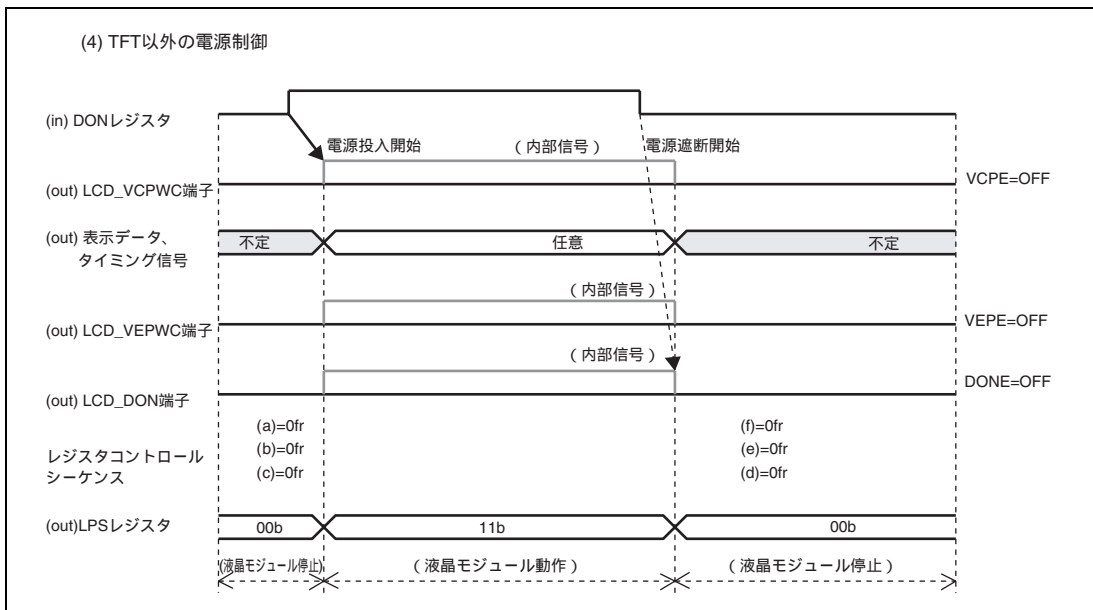 (4) TFT以外の電源制御
(in) DONレジスタ
電源投入開始
(内部信号)
電源遮断開始
(out) LCD_VCPWC端子
VCPE=OFF
(out) 表示データ、
タイミング信号
不定
任意
不定
(内部信号)
(out) LCD_VEPWC端子
VEPE=OFF
(内部信号)
(out) LCD_DON端子
DONE=OFF
レジスタコントロール
シーケンス
(a)=0fr
(b)=0fr
(c)=0fr
(f)=0fr
(e)=0fr
(d)=0fr
(out)LPSレジスタ
00b
11b
00b
(液晶モジュール停止)
(液晶モジュール動作)
(液晶モジュール停止)